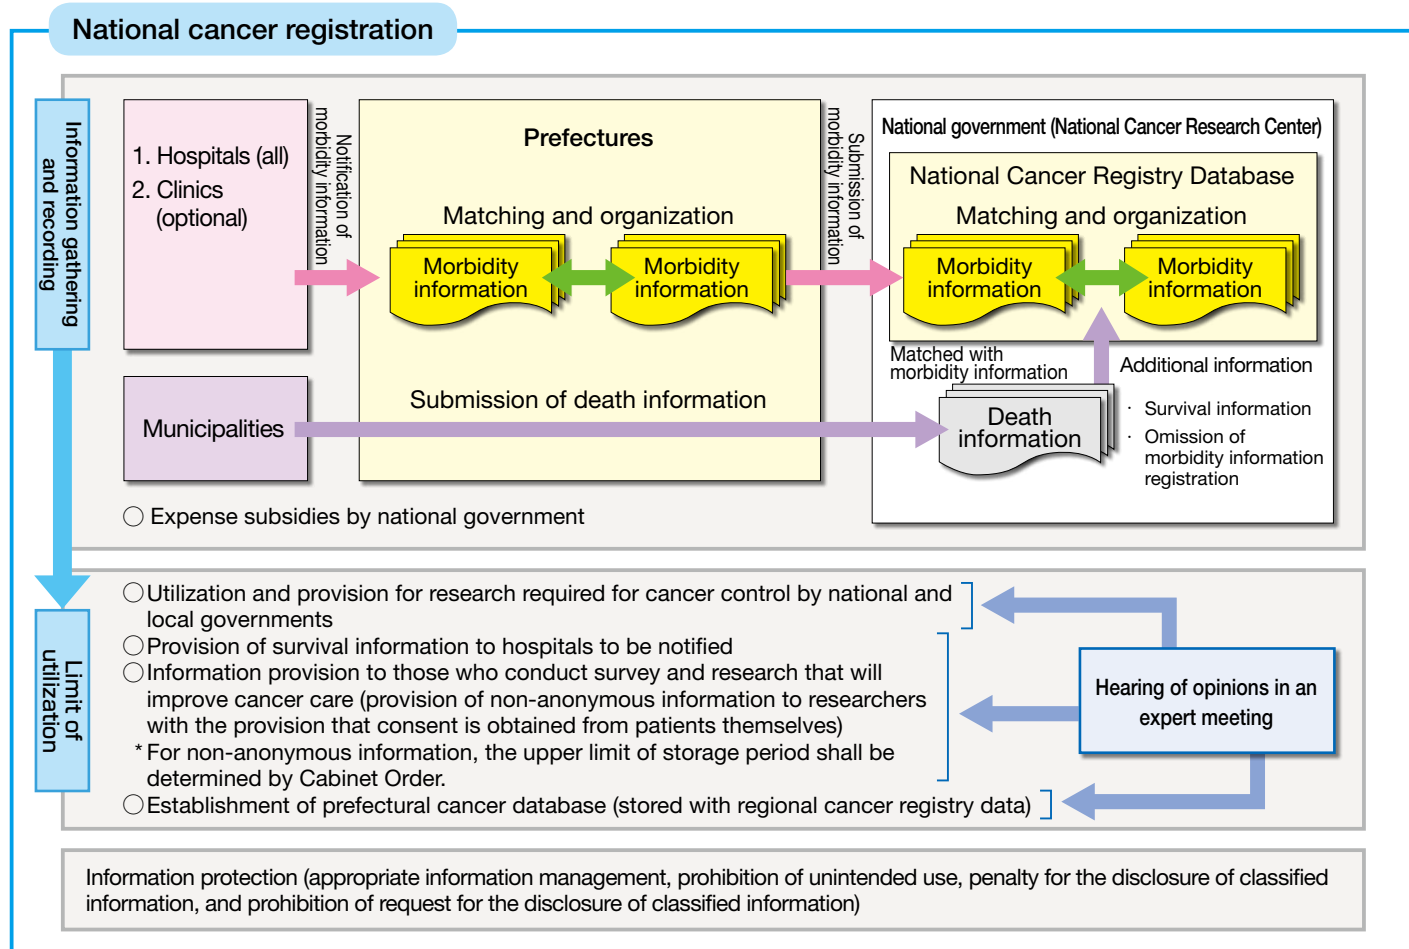 National cancer registration
Information gathering
and recording
1. Hospitals (all)
2. Clinics
(optional)
Notification of
morbidity information
Prefectures
Matching and organization
Morbidity
information
Morbidity
information
Submission of
morbidity information
National government (National Cancer Research Center)
National Cancer Registry Database
Matching and organization
Morbidity
information
Morbidity
information
Matched with
morbidity information
Additional information
Municipalities
Submission of death information
Death
information
· Survival information
· Omission of
morbidity information
registration
○ Expense subsidies by national government
Limit of
utilization
○Utilization and provision for research required for cancer control by national and
local governments
○Provision of survival information to hospitals to be notified
○Information provision to those who conduct survey and research that will
improve cancer care (provision of non-anonymous information to researchers
with the provision that consent is obtained from patients themselves)
* For non-anonymous information, the upper limit of storage period shall be
determined by Cabinet Order.
○Establishment of prefectural cancer database (stored with regional cancer registry data)
Hearing of opinions in an
expert meeting
Information protection (appropriate information management, prohibition of unintended use, penalty for the disclosure of classified
information, and prohibition of request for the disclosure of classified information)